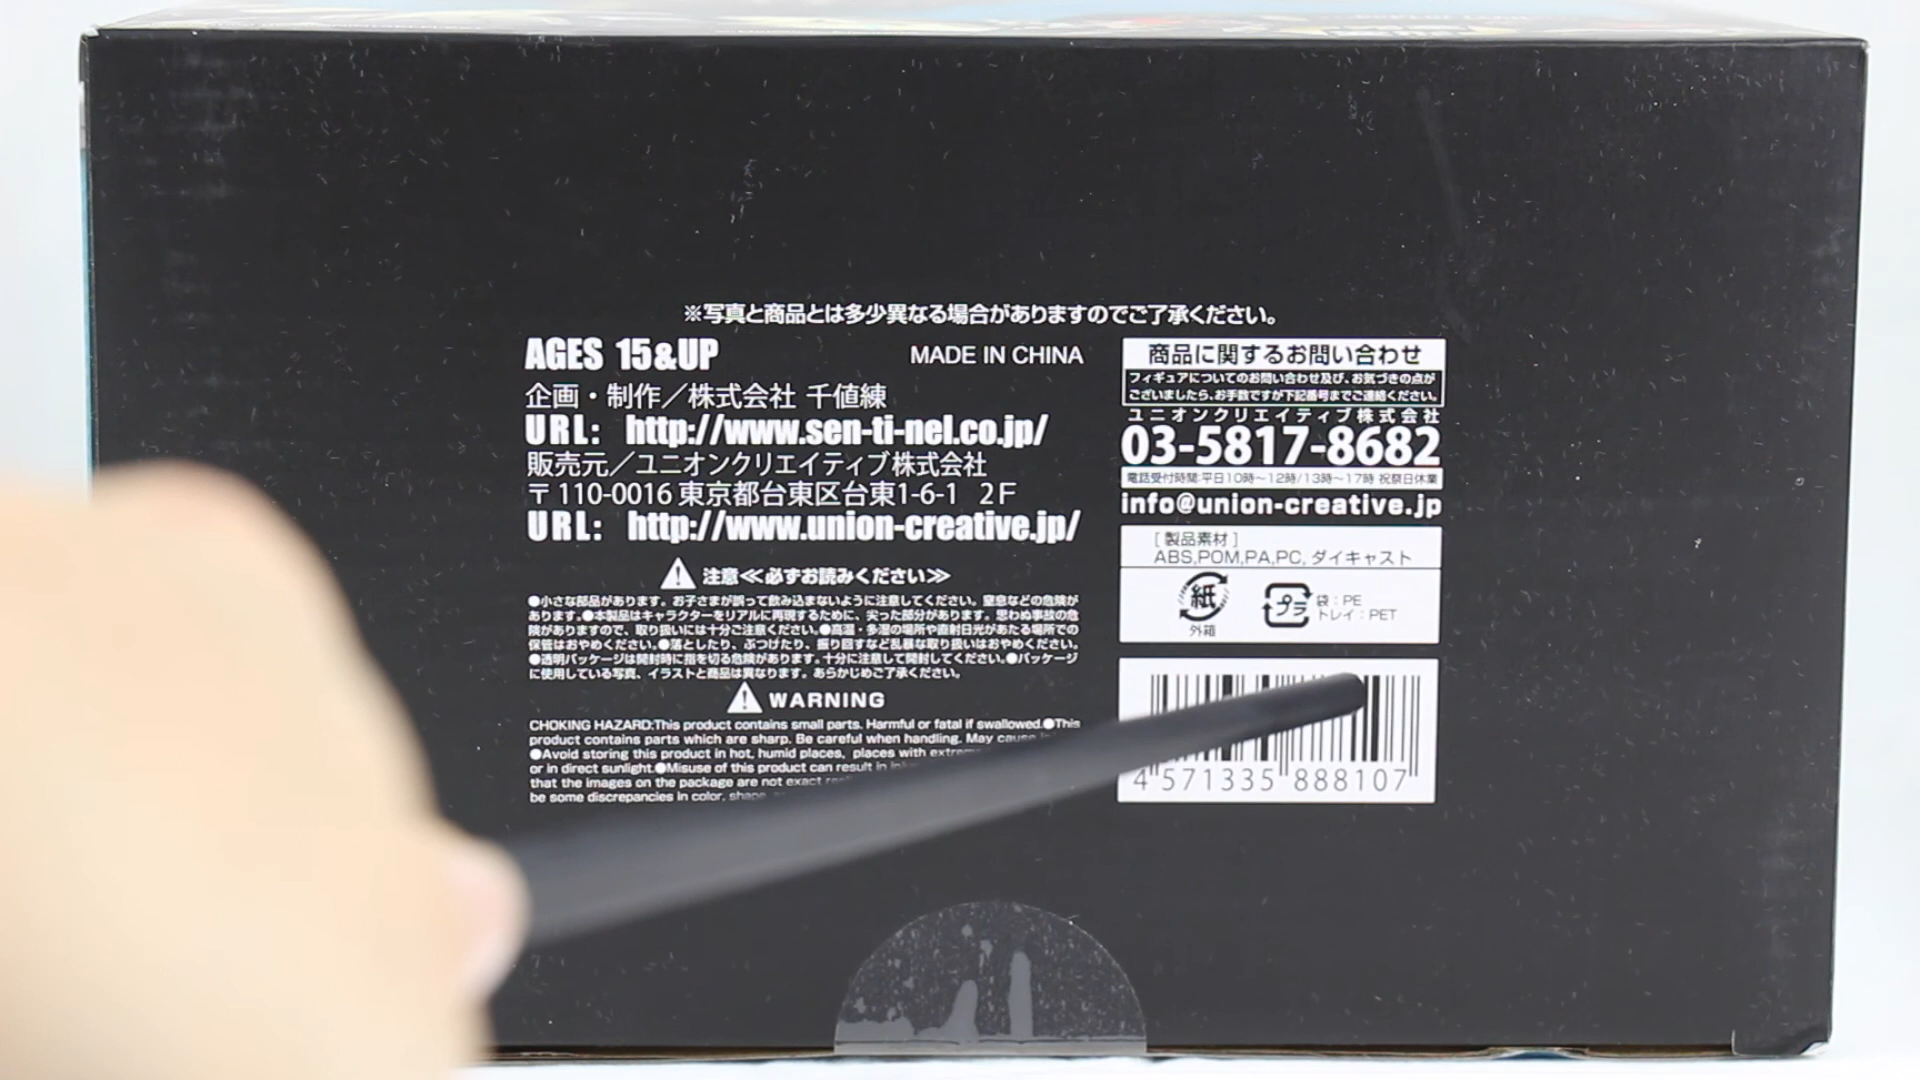 ※写真と商品とは多少異なる場合がありますのでご了承ください。
AGES 15&UP MADE IN CHINA
企画・制作／株式会社 千値練
URL: http://www.sen-ti-nel.co.jp/
販売元／ユニオンクリエイティブ株式会社
〒110-0016 東京都台東区台東1-6-1 2F
URL: http://www.union-creative.jp/
注意≪必ずお読みください≫
●小さな部品があります。お子さまが誤って飲み込まないように注意してください。窒息などの危険が
あります。●本製品はキャラクターをリアルに再現するために、尖った部分があります。思わぬ事故の危
険がありますので、取り扱いには十分ご注意ください。●高温・多湿の場所や直射日光があたる場所での
保管はおやめください。●落としたり、ぶつけたり、振り回すなど乱暴な取り扱いはおやめください。
●透明パッケージは開封時に指を切る危険があります。十分に注意して開封してください。●パッケージ
に使用している写真、イラストと商品は異なります。あらかじめご了承ください。
WARNING
CHOKING HAZARD:This product contains small parts. Harmful or fatal if swallowed.●This
product contains parts which are sharp. Be careful when handling. May cause
●Avoid storing this product in hot, humid places, places with
or in direct sunlight.●Misuse of this product can result in
that the images on the package are not exact
be some discrepancies in color,
商品に関するお問い合わせ
フィギュアについてのお問い合わせ及び、お気づきの点が
ございましたら、お手数ですが下記番号までご連絡ください。
ユニオンクリエイティブ株式会社
03-5817-8682
電話受付時間:平日10時～12時/13時～17時 祝祭日休業
info@union-creative.jp
[製品素材]
ABS,POM,PA,PC, ダイキャスト
紙
外箱
プラ
袋：PE
トレイ：PET
4 571335 888107